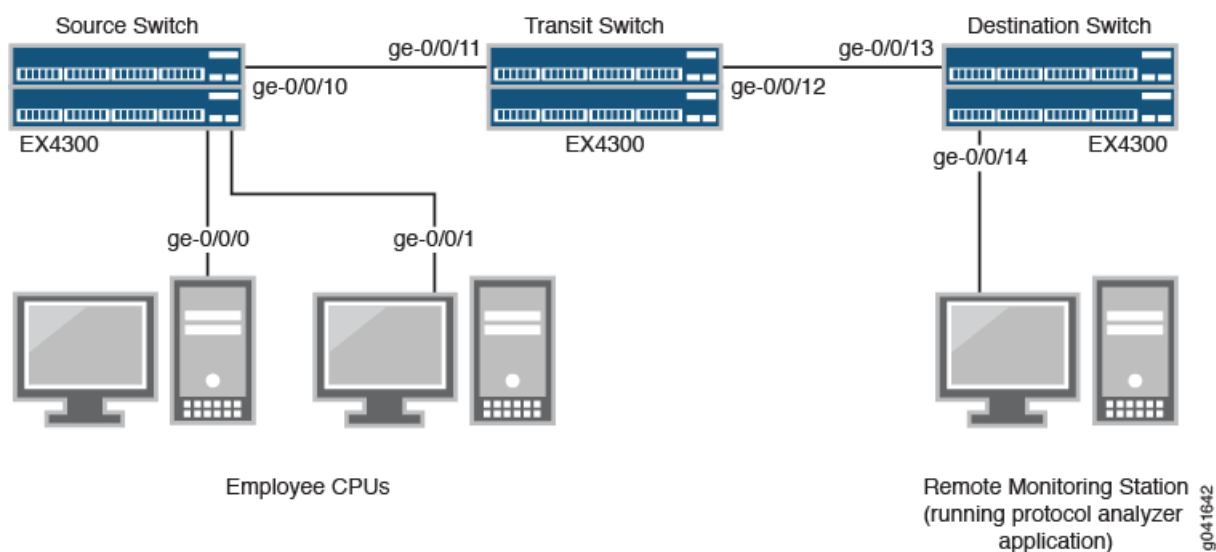 Source Switch
Transit Switch
Destination Switch
ge-0/0/11
ge-0/0/13
ge-0/0/10
ge-0/0/12
EX4300
EX4300
EX4300
ge-0/0/14
ge-0/0/0
ge-0/0/1
Employee CPUs
Remote Monitoring Station
(running protocol analyzer
application)
g041642